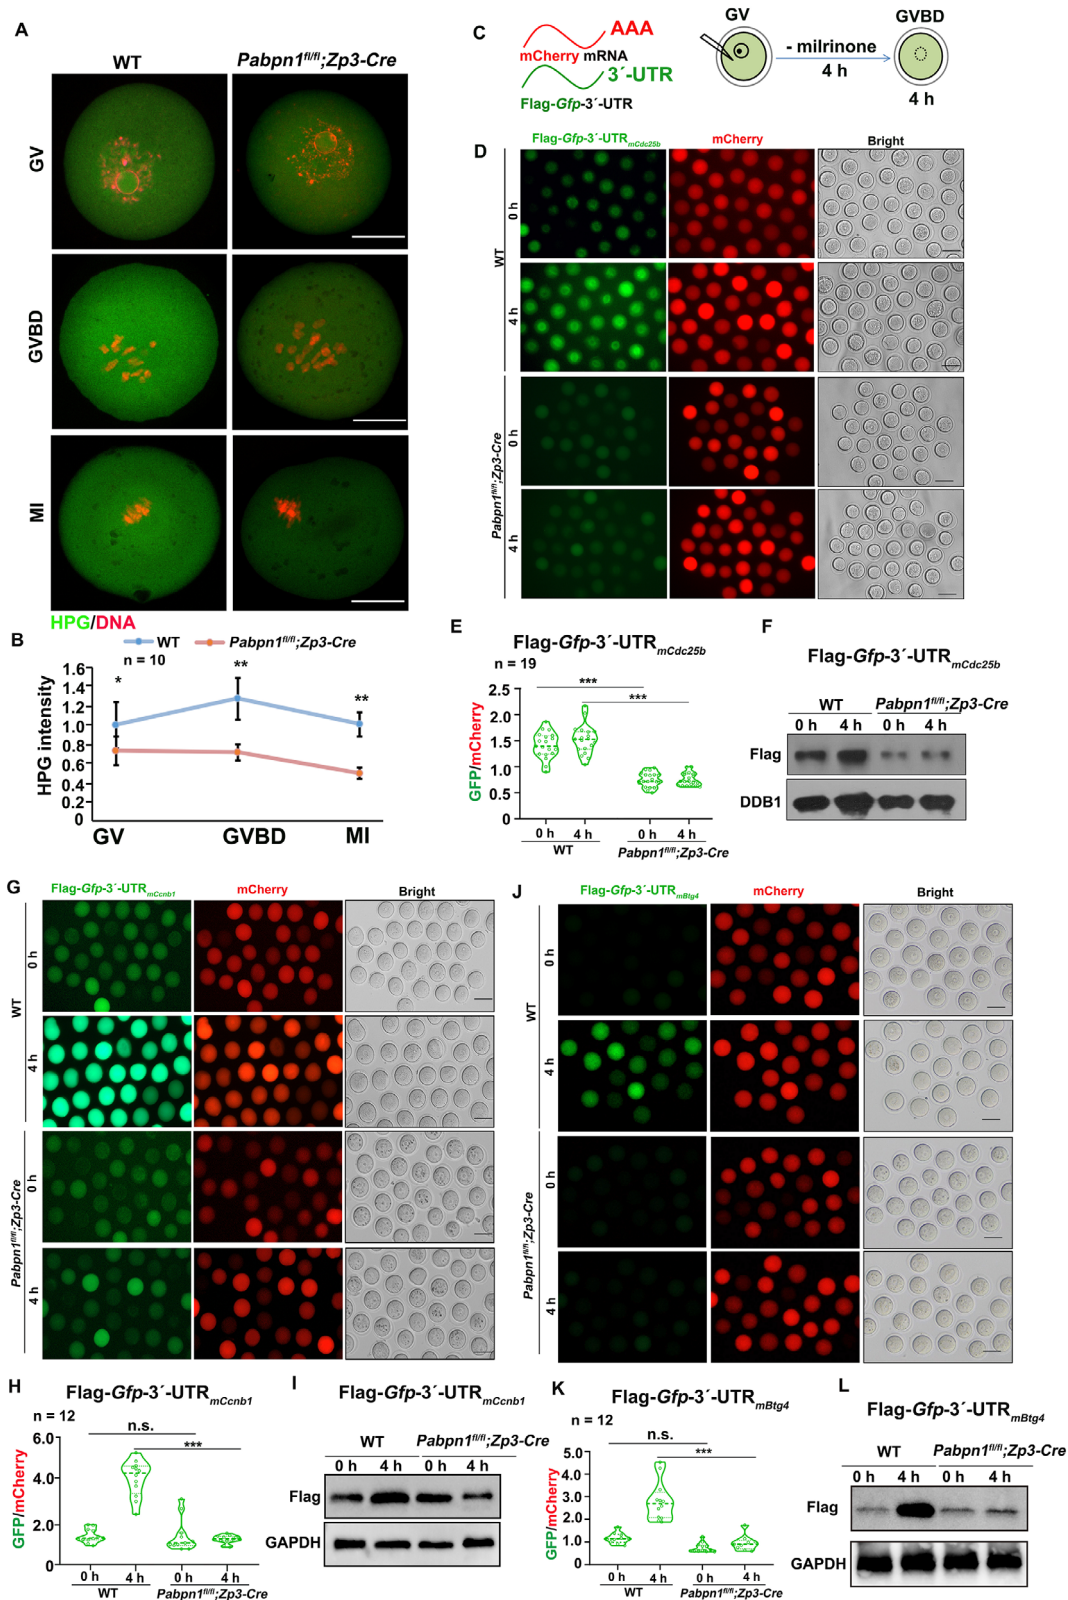 A
WT
Pabpn1fl/fl;Zp3-Cre
GV
GVBD
MI
HPG/DNA
B
WT
Pabpn1fl/fl;Zp3-Cre
n = 10
HPG intensity
1.6
1.4
1.2
1.0
0.8
0.6
0.4
0.2
0
*
**
**
GV
GVBD
MI
C
AAA
mCherry mRNA
3´-UTR
Flag-Gfp-3´-UTR
GV
- milrinone
4 h
GVBD
4 h
D
Flag-Gfp-3´-UTRmCdc25b
mCherry
Bright
WT
0 h
4 h
Pabpn1fl/fl;Zp3-Cre
0 h
4 h
E
Flag-Gfp-3´-UTRmCdc25b
n = 19
GFP/mCherry
2.5
2.0
1.5
1.0
0.5
0
***
***
0 h
4 h
0 h
4 h
WT
Pabpn1fl/fl;Zp3-Cre
F
Flag-Gfp-3´-UTRmCdc25b
WT
Pabpn1fl/fl;Zp3-Cre
0 h 4 h 0 h 4 h
Flag
DDB1
G
Flag-Gfp-3´-UTRmCcnb1
mCherry
Bright
WT
0 h
4 h
Pabpn1fl/fl;Zp3-Cre
0 h
4 h
H
Flag-Gfp-3´-UTRmCcnb1
n = 12
GFP/mCherry
6.0
4.0
2.0
0
n.s.
***
0 h
4 h
0 h
4 h
WT
Pabpn1fl/fl;Zp3-Cre
I
Flag-Gfp-3´-UTRmCcnb1
WT
Pabpn1fl/fl;Zp3-Cre
0 h 4 h 0 h 4 h
Flag
GAPDH
J
Flag-Gfp-3´-UTRmBtg4
mCherry
Bright
WT
0 h
4 h
Pabpn1fl/fl;Zp3-Cre
0 h
4 h
K
Flag-Gfp-3´-UTRmBtg4
n = 12
GFP/mCherry
5.0
4.0
3.0
2.0
1.0
0
n.s.
***
0 h
4 h
0 h
4 h
WT
Pabpn1fl/fl;Zp3-Cre
L
Flag-Gfp-3´-UTRmBtg4
WT
Pabpn1fl/fl;Zp3-Cre
0 h 4 h 0 h 4 h
Flag
GAPDH